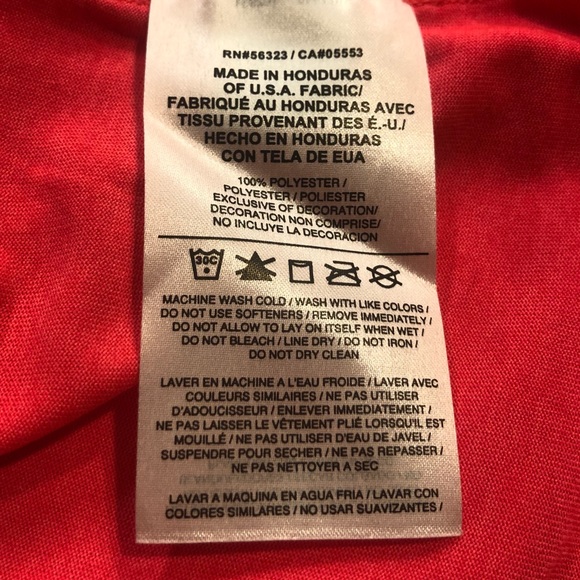 RN#56323 / CA#05553
MADE IN HONDURAS
OF U.S.A. FABRIC/
FABRIQUÉ AU HONDURAS AVEC
TISSU PROVENANT DES É.-U./
HECHO EN HONDURAS
CON TELA DE EUA
100% POLYESTER /
POLYESTER / POLIESTER
EXCLUSIVE OF DECORATION/
DECORATION NON COMPRISE/
NO INCLUYE LA DECORACIÓN
30C
MACHINE WASH COLD / WASH WITH LIKE COLORS /
DO NOT USE SOFTENERS / REMOVE IMMEDIATELY /
DO NOT ALLOW TO LAY ON ITSELF WHEN WET /
DO NOT BLEACH / LINE DRY / DO NOT IRON /
DO NOT DRY CLEAN
LAVER EN MACHINE A L'EAU FROIDE / LAVER AVEC
COULEURS SIMILAIRES / NE PAS UTILISER
D'ADOUCISSEUR / ENLEVER IMMEDIATEMENT /
NE PAS LAISSER LE VÊTEMENT PLIÉ LORSQU'IL EST
MOUILLÉ / NE PAS UTILISER D'EAU DE JAVEL /
SUSPENDRE POUR SECHER / NE PAS REPASSER /
NE PAS NETTOYER A SEC
LAVAR A MAQUINA EN AGUA FRIA / LAVAR CON
COLORES SIMILARES / NO USAR SUAVIZANTES /